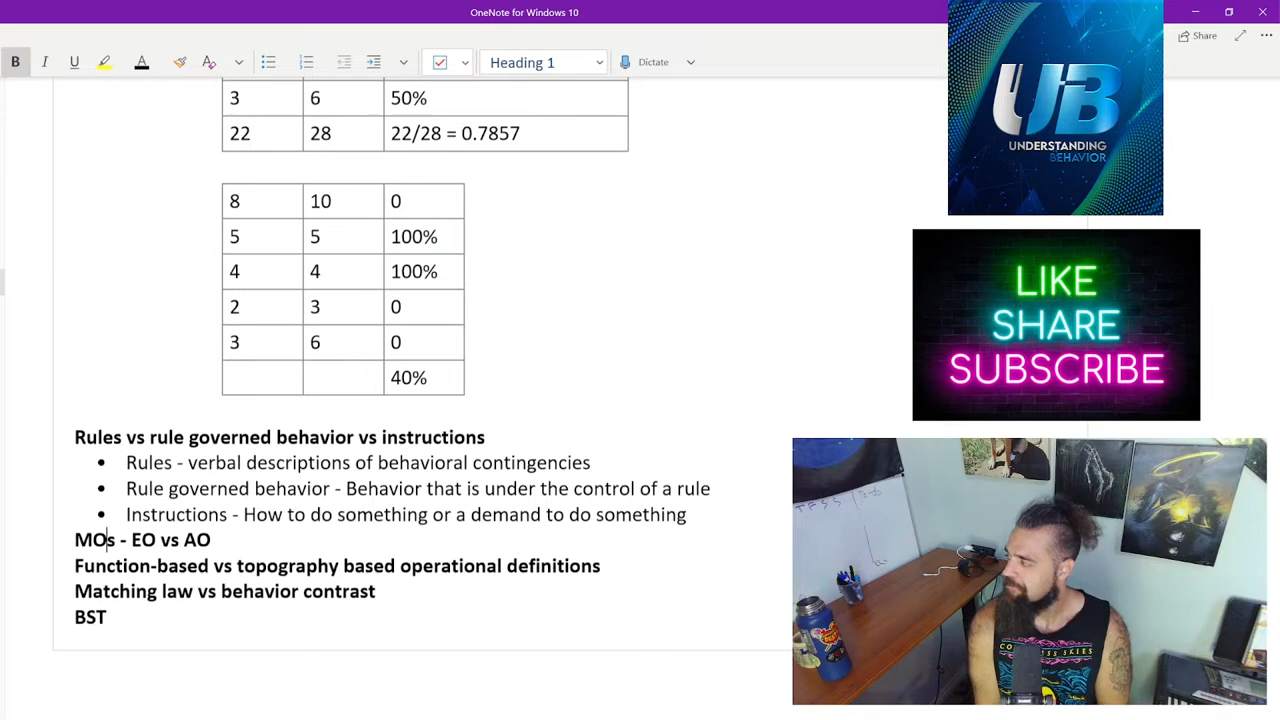 OneNote for Windows 10
Share
B I U A A Heading 1 Dictate
3 6 50%
22 28 22/28 = 0.7857
8 10 0
5 5 100%
4 4 100%
2 3 0
3 6 0
40%
Rules vs rule governed behavior vs instructions
• Rules - verbal descriptions of behavioral contingencies
• Rule governed behavior - Behavior that is under the control of a rule
• Instructions - How to do something or a demand to do something
MOs - EO vs AO
Function-based vs topography based operational definitions
Matching law vs behavior contrast
BST
UB
UNDERSTANDING
BEHAVIOR
LIKE
SHARE
SUBSCRIBE